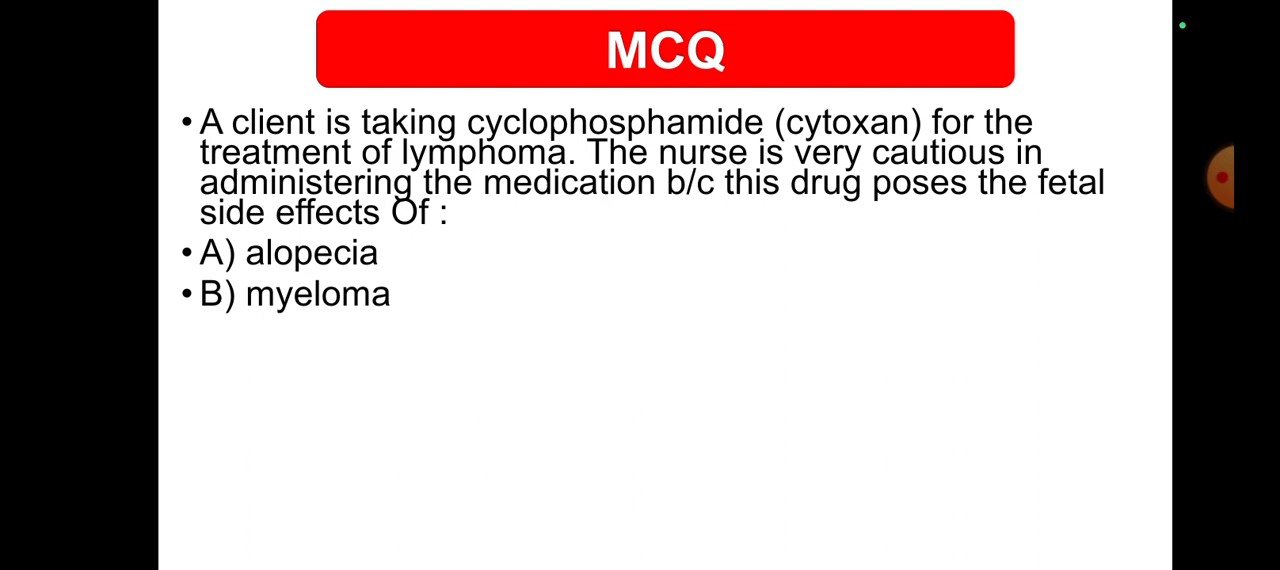 MCQ
• A client is taking cyclophosphamide (cytoxan) for the
treatment of lymphoma. The nurse is very cautious in
administering the medication b/c this drug poses the fetal
side effects Of :
• A) alopecia
• B) myeloma